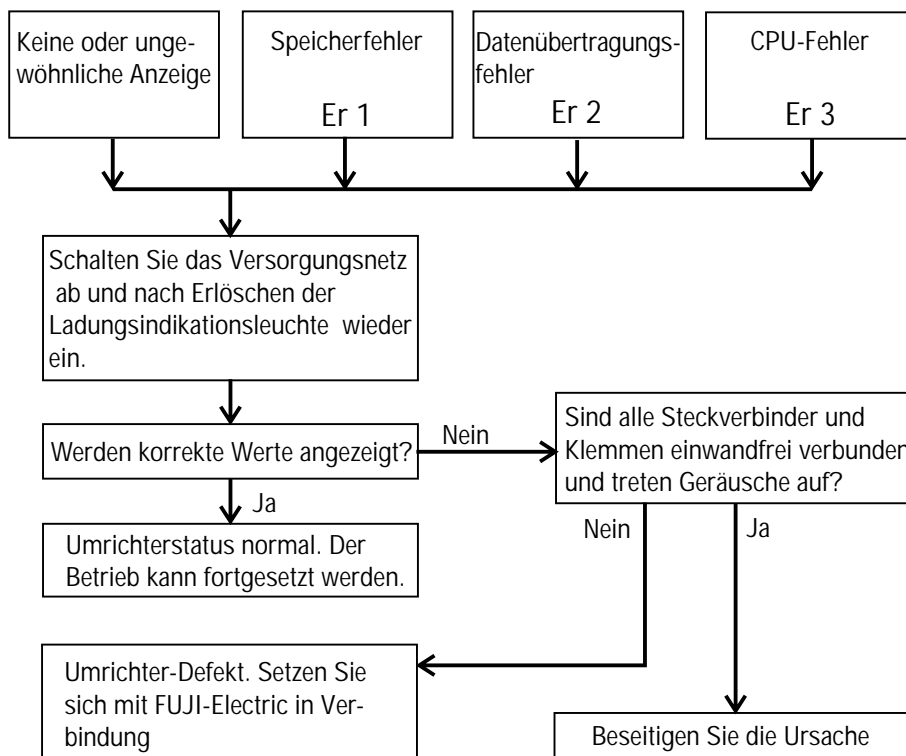 Keine oder unge-
wöhnliche Anzeige
Speicherfehler
Er 1
Datenübertragungs-
fehler
Er 2
CPU-Fehler
Er 3
Schalten Sie das Versorgungsnetz
ab und nach Erlöschen der
Ladungsindikationsleuchte wieder
ein.
Werden korrekte Werte angezeigt?
Nein
Sind alle Steckverbinder und
Klemmen einwandfrei verbunden
und treten Geräusche auf?
Ja
Nein
Ja
Umrichterstatus normal. Der
Betrieb kann fortgesetzt werden.
Umrichter-Defekt. Setzen Sie
sich mit FUJI-Electric in Ver-
bindung
Beseitigen Sie die Ursache